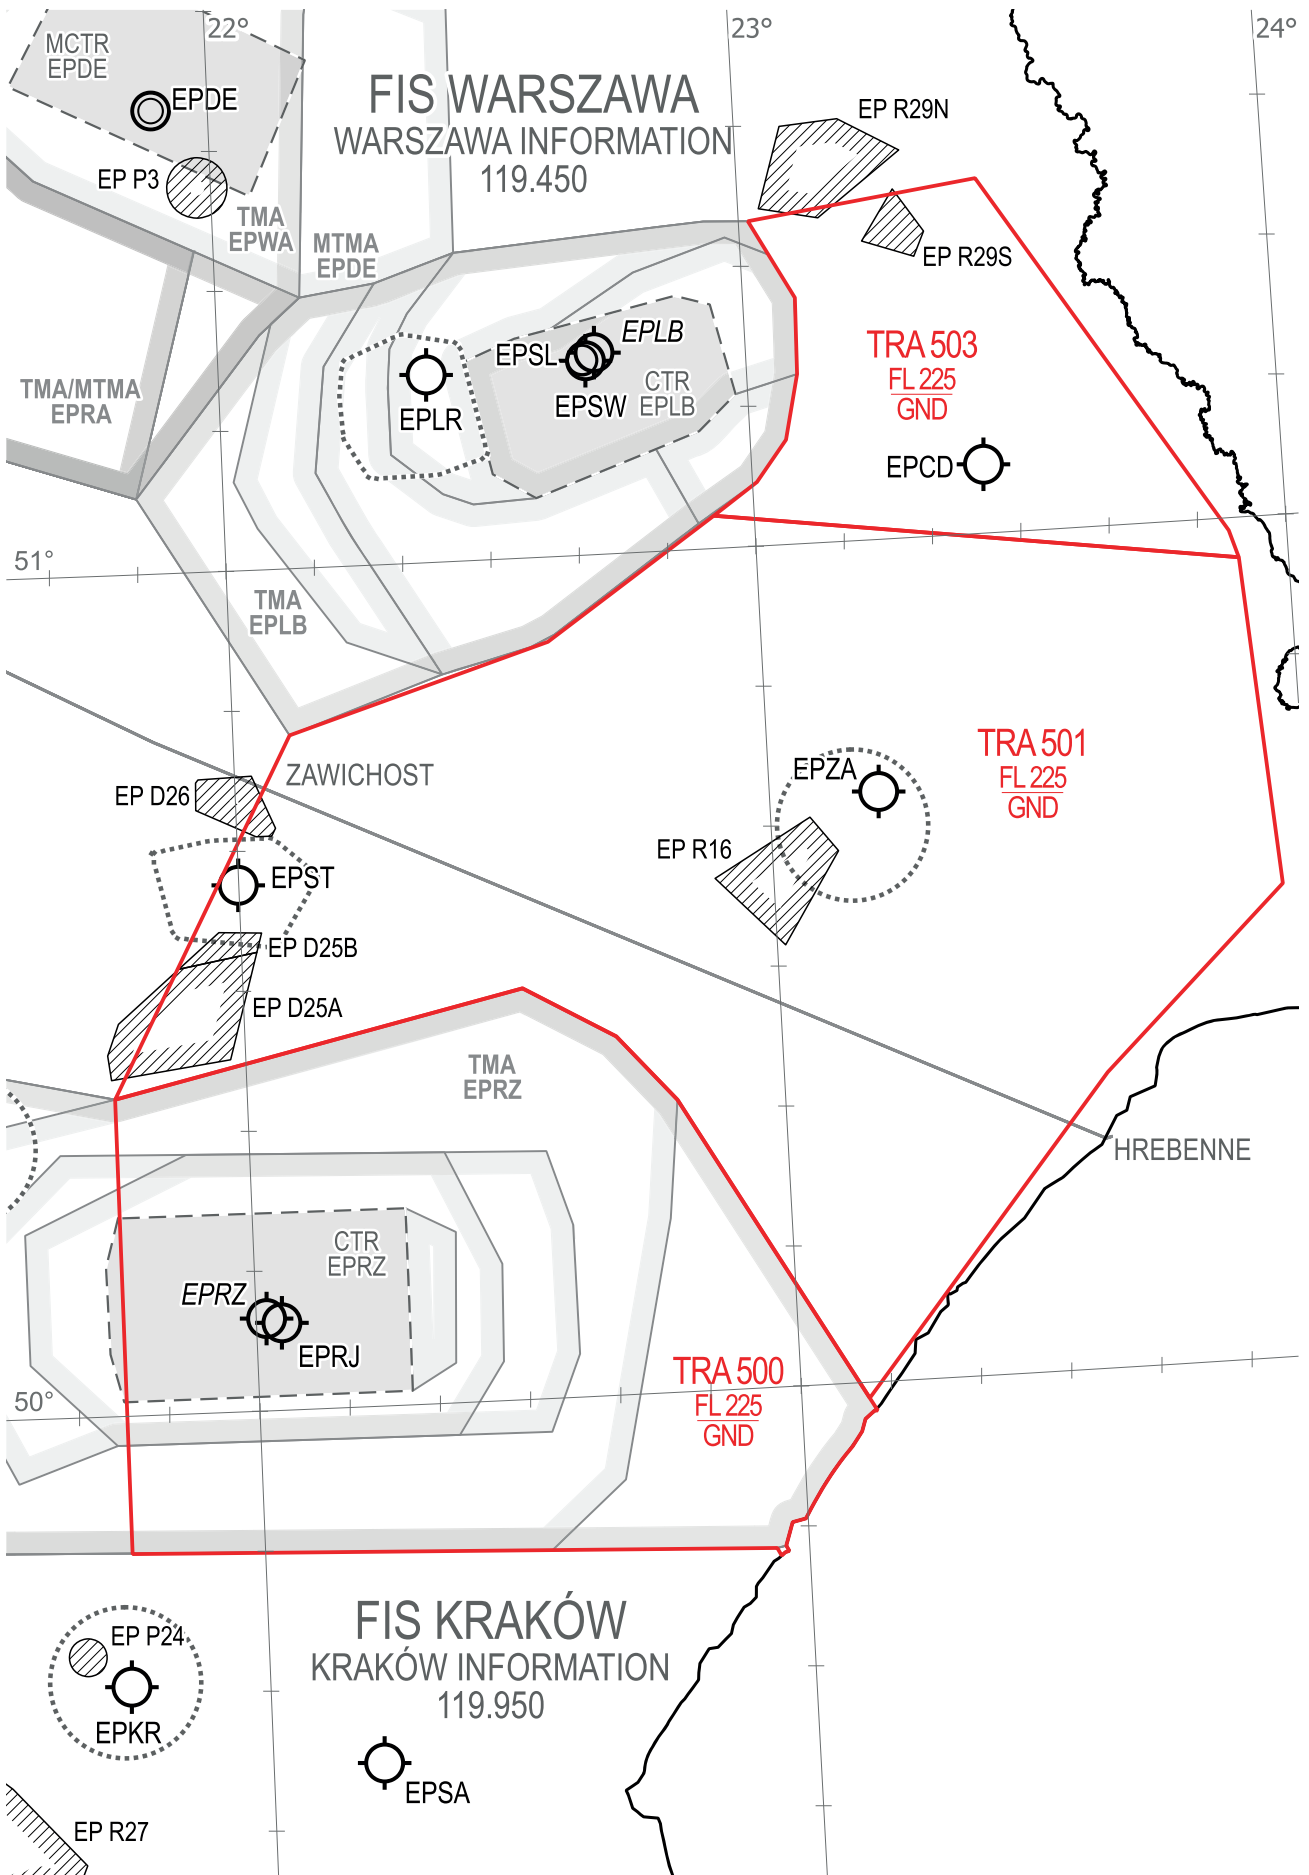 22°
23°
24°
MCTR
EPDE
EPDE
FIS WARSZAWA
WARSZAWA INFORMATION
119.450
EP R29N
EP P3
TMA
EPWA
MTMA
EPDE
EP R29S
EPLB
EPSL
TRA 503
FL 225
GND
TMA/MTMA
EPRA
CTR
EPLB
EPSW
EPLR
EPCD
51°
TMA
EPLB
TRA 501
FL 225
GND
ZAWICHOST
EPZA
EP D26
EP R16
EPST
EP D25B
EP D25A
TMA
EPRZ
HREBENNE
CTR
EPRZ
EPRZ
EPRJ
TRA 500
FL 225
GND
50°
FIS KRAKÓW
KRAKÓW INFORMATION
119.950
EP P24
EPKR
EPSA
EP R27